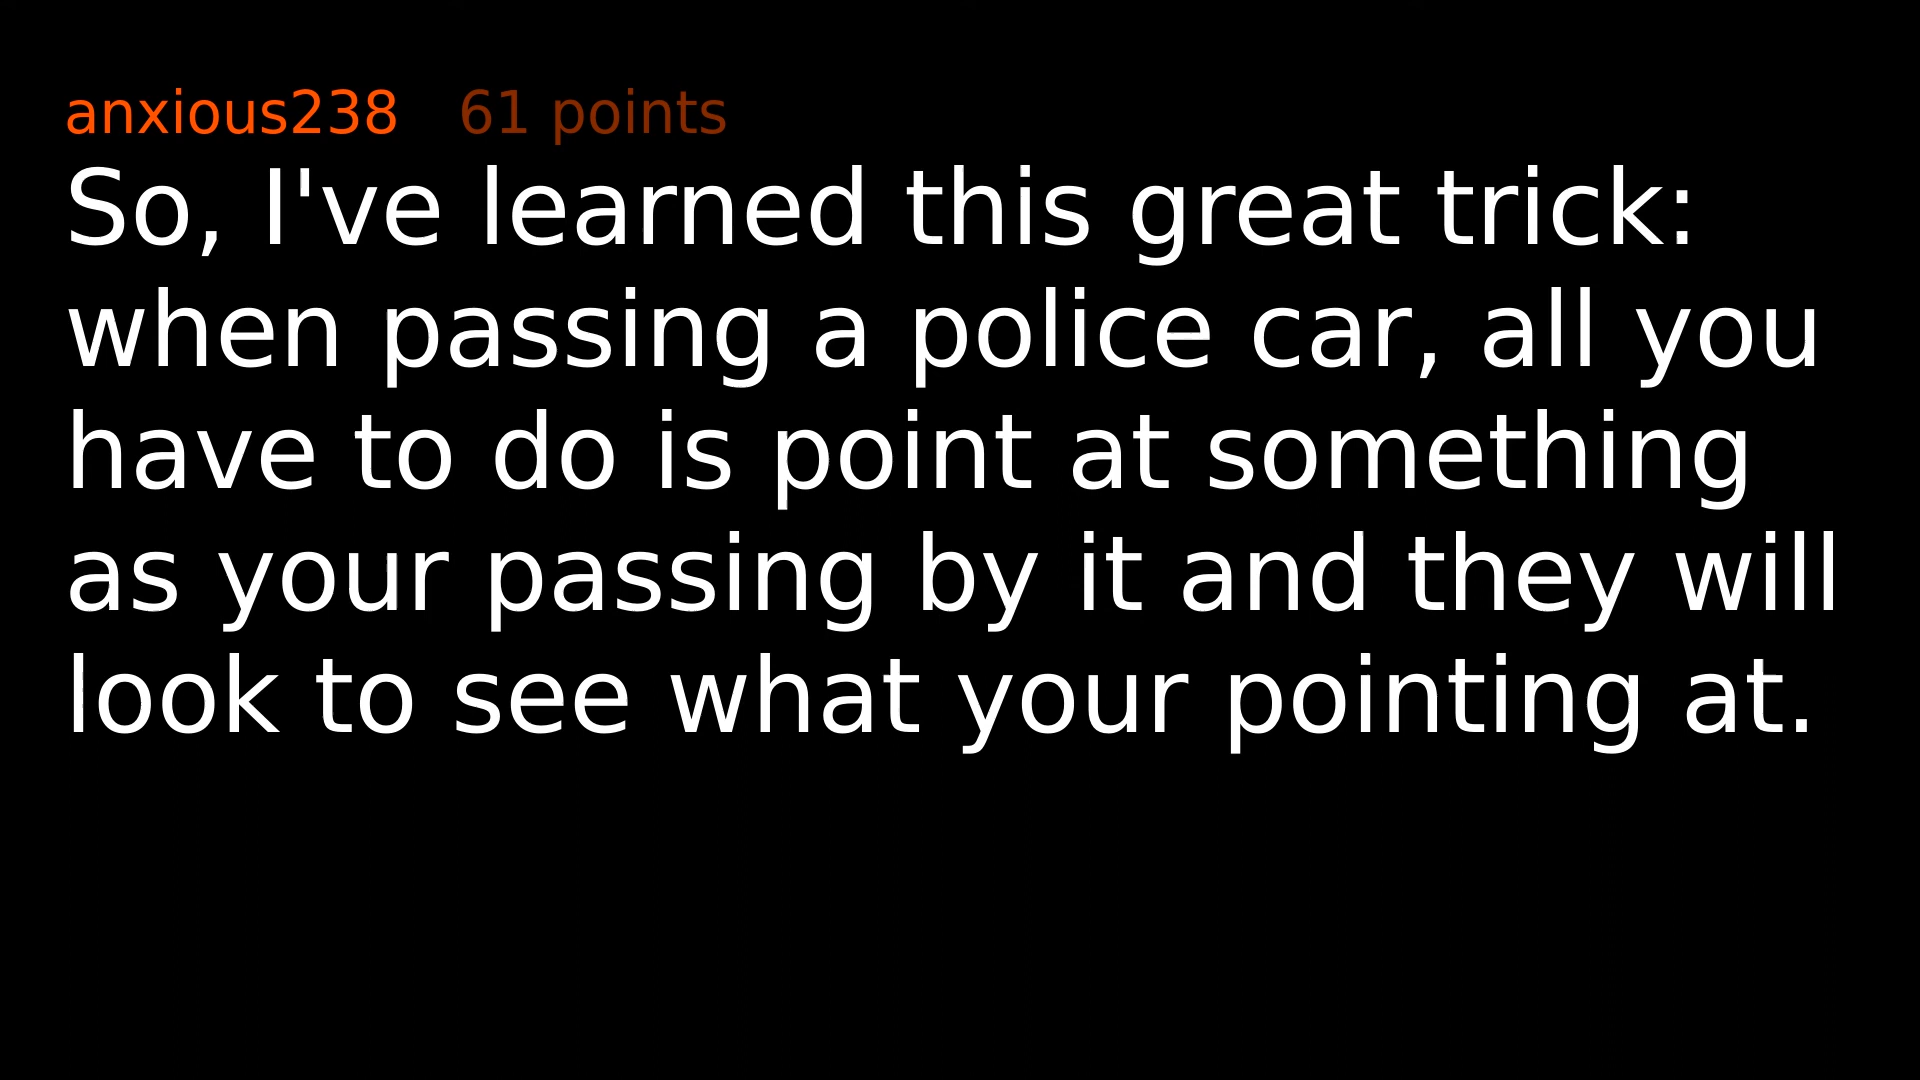 anxious238 61 points
So, I've learned this great trick:
when passing a police car, all you
have to do is point at something
as your passing by it and they will
look to see what your pointing at.